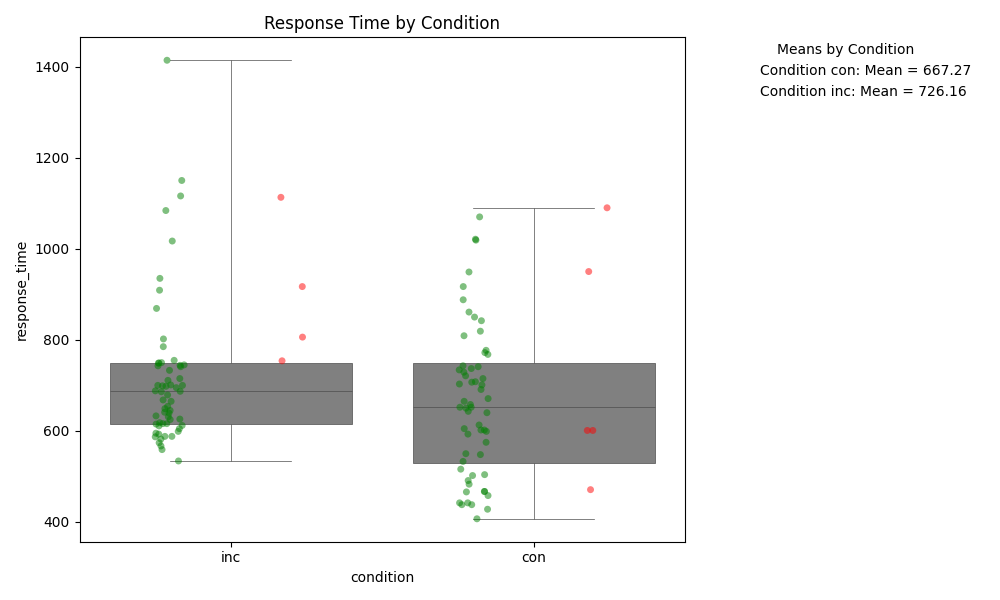 Response Time by Condition
Means by Condition
Condition con: Mean = 667.27
Condition inc: Mean = 726.16
1400
1200
1000
800
600
400
response_time
inc con
condition